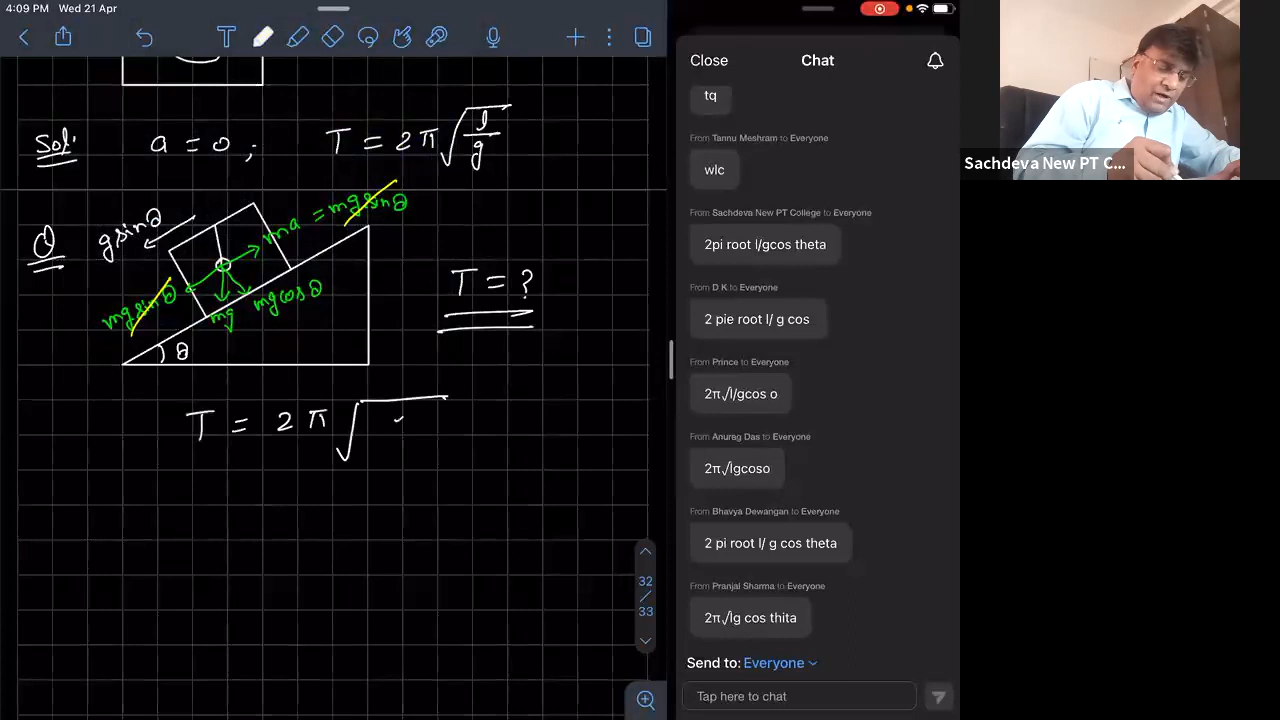 4:09 PM Wed 21 Apr
T
Sol:
a = 0 ;
T = 2π√(l/g)
Q
g sinθ
ma = mg sinθ
mg sinθ
mg
mg cosθ
θ
T = ?
T = 2π√
32
/
33
Close
Chat
tq
From Tannu Meshram to Everyone
wlc
From Sachdeva New PT College to Everyone
2pi root l/gcos theta
From D K to Everyone
2 pie root l/ g cos
From Prince to Everyone
2π√l/gcos o
From Anurag Das to Everyone
2π√lgcoso
From Bhavya Dewangan to Everyone
2 pi root l/ g cos theta
From Pranjal Sharma to Everyone
2π√lg cos thita
Send to: Everyone
Tap here to chat
Sachdeva New PT C...